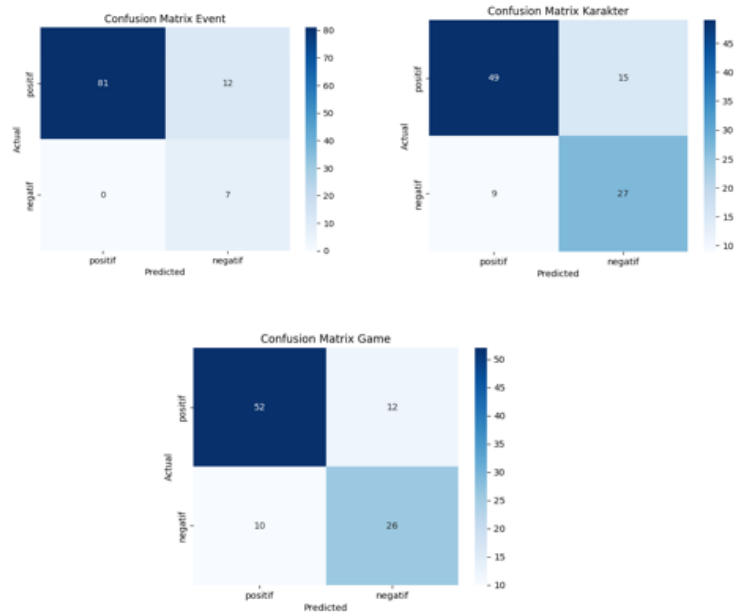 Confusion Matrix Event
80
70
60
50
40
30
20
10
0
positif
negatif
Actual
81
12
0
7
positif
negatif
Predicted
Confusion Matrix Karakter
45
40
35
30
25
20
15
10
positif
negatif
Actual
49
15
9
27
positif
negatif
Predicted
Confusion Matrix Game
50
45
40
35
30
25
20
15
10
positif
negatif
Actual
52
12
10
26
positif
negatif
Predicted